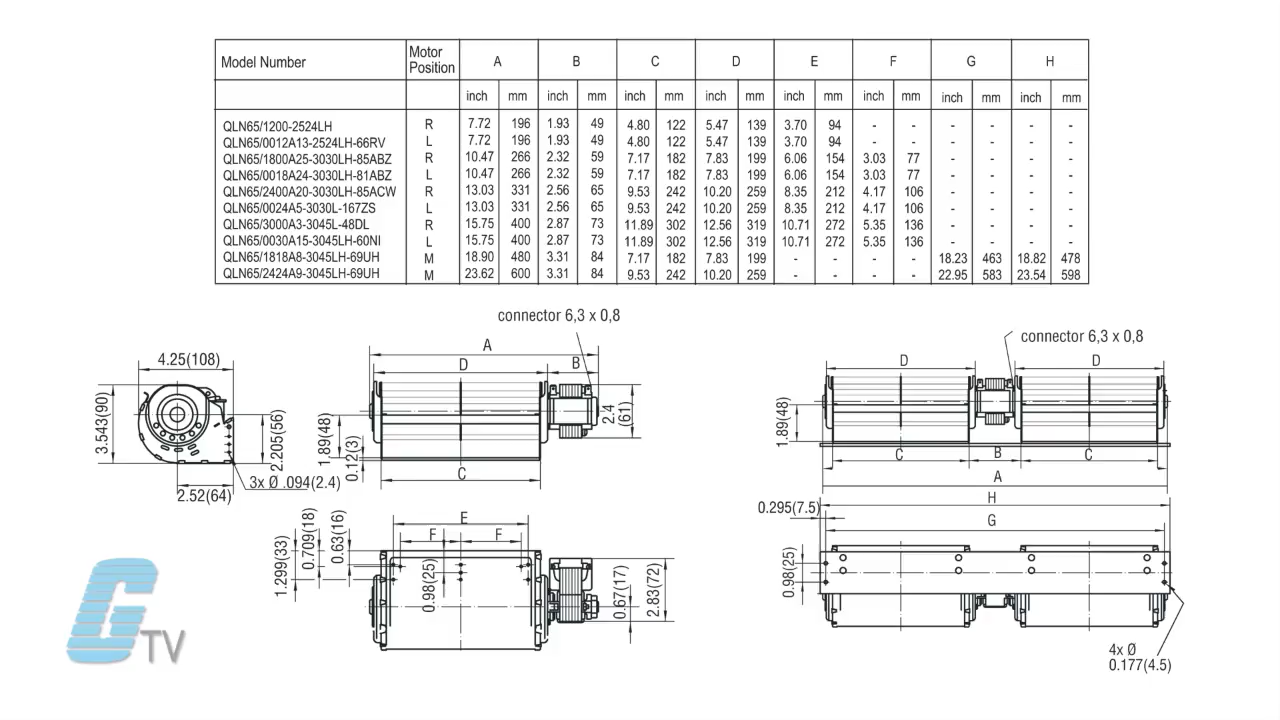 Model Number Motor Position A B C D E F G H
inch mm inch mm inch mm inch mm inch mm inch mm inch mm inch mm
QLN65/1200-2524LH R 7.72 196 1.93 49 4.80 122 5.47 139 3.70 94 - - - - - -
QLN65/0012A13-2524LH-66RV L 7.72 196 1.93 49 4.80 122 5.47 139 3.70 94 - - - - - -
QLN65/1800A25-3030LH-85ABZ R 10.47 266 2.32 59 7.17 182 7.83 199 6.06 154 3.03 77 - - - -
QLN65/0018A24-3030LH-81ABZ L 10.47 266 2.32 59 7.17 182 7.83 199 6.06 154 3.03 77 - - - -
QLN65/2400A20-3030LH-85ACW R 13.03 331 2.56 65 9.53 242 10.20 259 8.35 212 4.17 106 - - - -
QLN65/0024A5-3030L-167ZS L 13.03 331 2.56 65 9.53 242 10.20 259 8.35 212 4.17 106 - - - -
QLN65/3000A3-3045L-48DL R 15.75 400 2.87 73 11.89 302 12.56 319 10.71 272 5.35 136 - - - -
QLN65/0030A15-3045LH-60NI L 15.75 400 2.87 73 11.89 302 12.56 319 10.71 272 5.35 136 - - - -
QLN65/1818A8-3045LH-69UH M 18.90 480 3.31 84 7.17 182 7.83 199 - - - - 18.23 463 18.82 478
QLN65/2424A9-3045LH-69UH M 23.62 600 3.31 84 9.53 242 10.20 259 - - - - 22.95 583 23.54 598
connector 6,3 x 0,8
4.25(108)
3.543(90)
2.205(56)
2.52(64)
3x Ø .094(2.4)
A
D
B
2.4
(61)
1.89(48)
0.12(3)
C
connector 6,3 x 0,8
D
D
1.89(48)
C
B
C
A
H
0.295(7.5)
G
1.299(33)
0.709(18)
0.63(16)
E
F
F
0.98(25)
0.67(17)
2.83(72)
0.98(25)
4x Ø
0.177(4.5)
G
TV